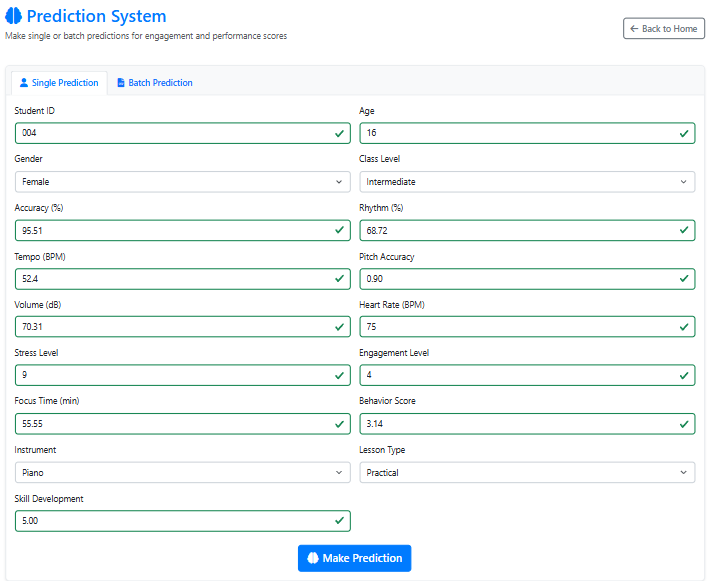 Prediction System
Make single or batch predictions for engagement and performance scores
← Back to Home
Single Prediction Batch Prediction
Student ID Age
004 16
Gender Class Level
Female Intermediate
Accuracy (%) Rhythm (%)
95.51 68.72
Tempo (BPM) Pitch Accuracy
52.4 0.90
Volume (dB) Heart Rate (BPM)
70.31 75
Stress Level Engagement Level
9 4
Focus Time (min) Behavior Score
55.55 3.14
Instrument Lesson Type
Piano Practical
Skill Development
5.00
Make Prediction